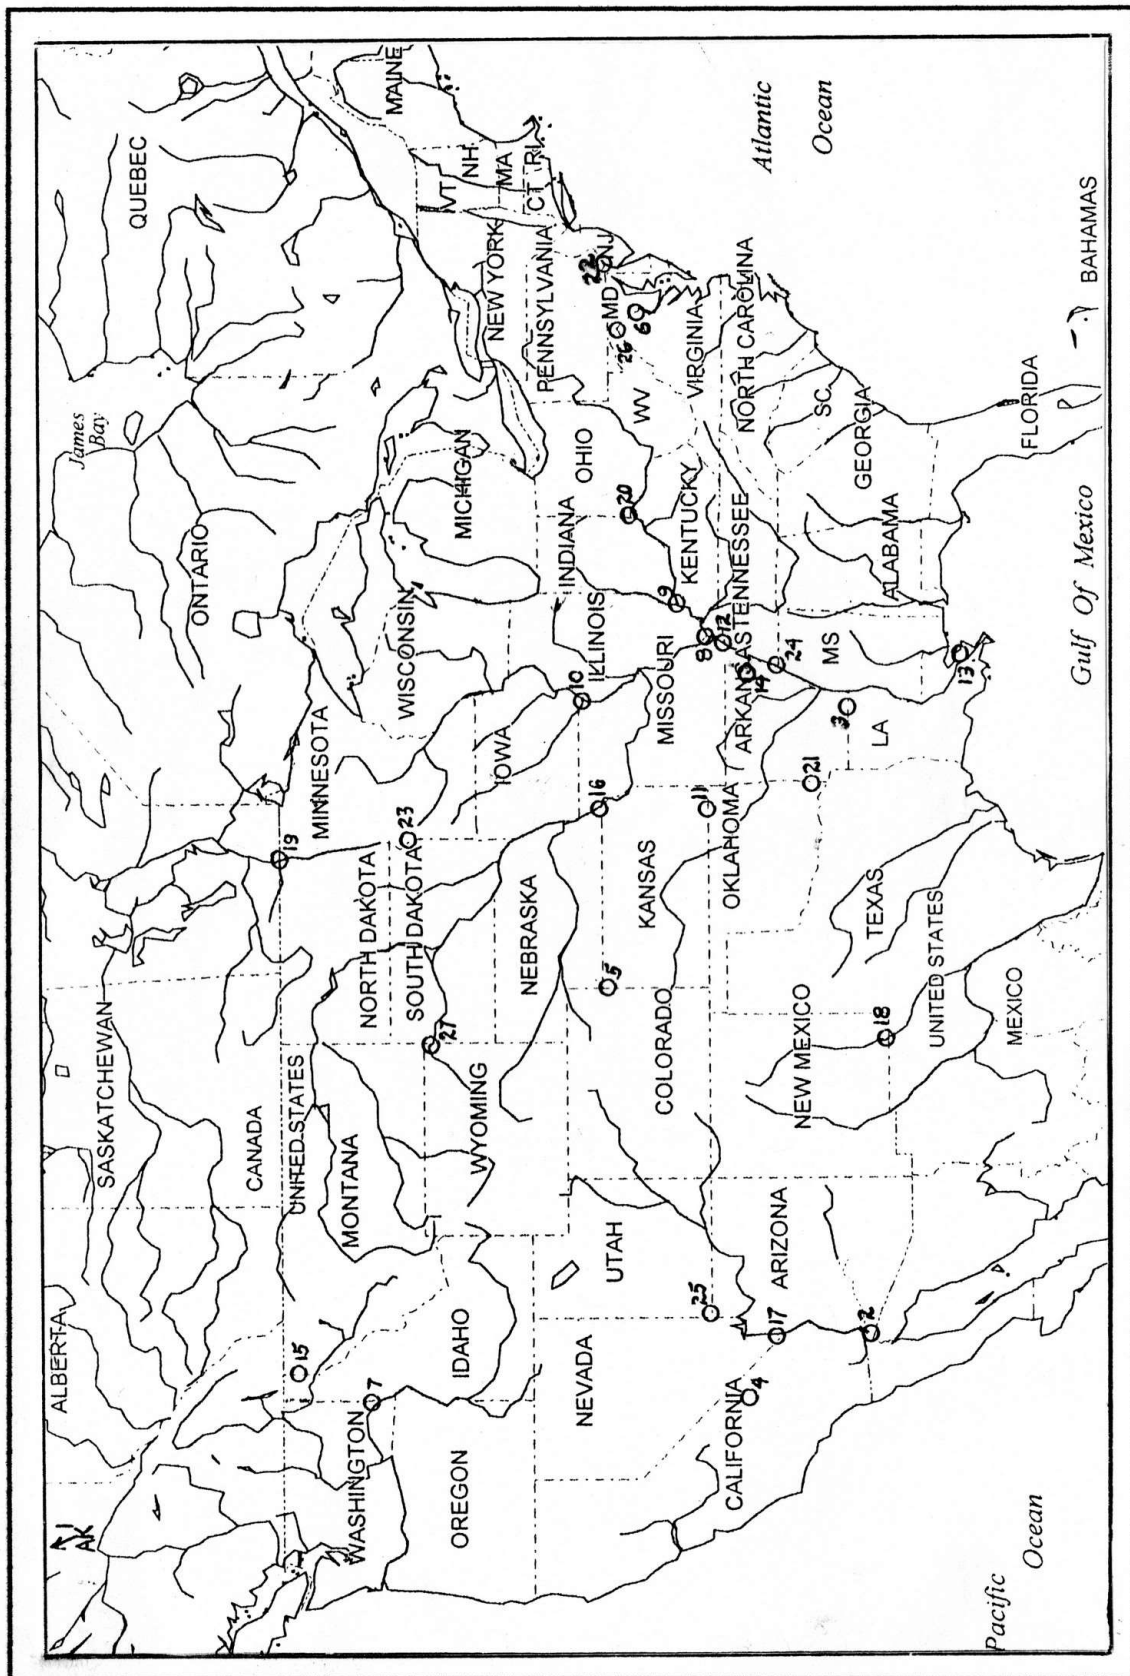 1
AK
ALBERTA
SASKATCHEWAN
James
Bay
ONTARIO
QUEBEC
CANADA
UNITED STATES
15
19
WASHINGTON
7
MONTANA
NORTH DAKOTA
MINNESOTA
MAINE
OREGON
IDAHO
27
SOUTH DAKOTA
23
WISCONSIN
MICHIGAN
VT
NH
WYOMING
NEBRASKA
IOWA
NEW YORK
MA
CT
RI
NEVADA
UTAH
5
16
10
ILLINOIS
INDIANA
OHIO
PENNSYLVANIA
22
NJ
MD
26
6
20
WV
COLORADO
KANSAS
MISSOURI
9
KENTUCKY
VIRGINIA
25
11
8
12
CALIFORNIA
4
17
ARIZONA
NEW MEXICO
OKLAHOMA
ARKANSAS
14
TENNESSEE
NORTH CAROLINA
24
21
3
MS
SC
2
18
TEXAS
LA
ALABAMA
GEORGIA
UNITED STATES
13
MEXICO
FLORIDA
Atlantic
Ocean
Pacific
Ocean
Gulf Of Mexico
BAHAMAS